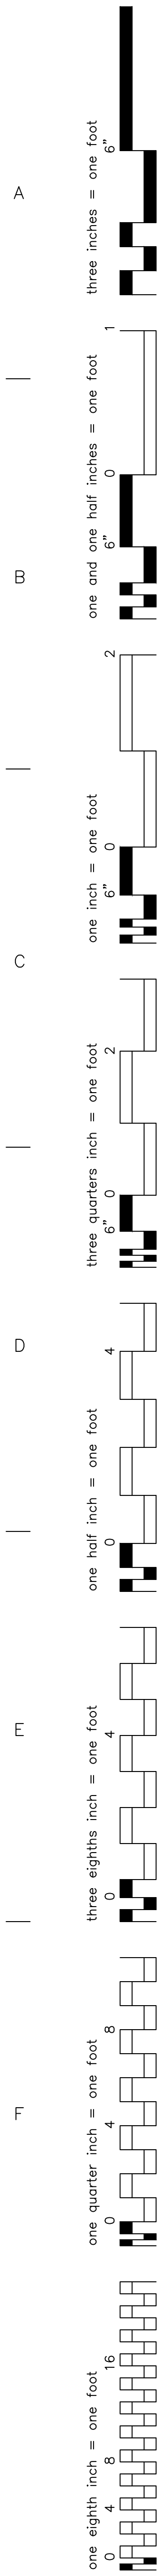 A
B
C
D
E
F
three inches = one foot
6"
one and one half inches = one foot
6" 0 1
one inch = one foot
6" 0 2
three quarters inch = one foot
6" 0 2
one half inch = one foot
0 4
three eighths inch = one foot
0 4
one quarter inch = one foot
0 4 8
one eighth inch = one foot
0 4 8 16